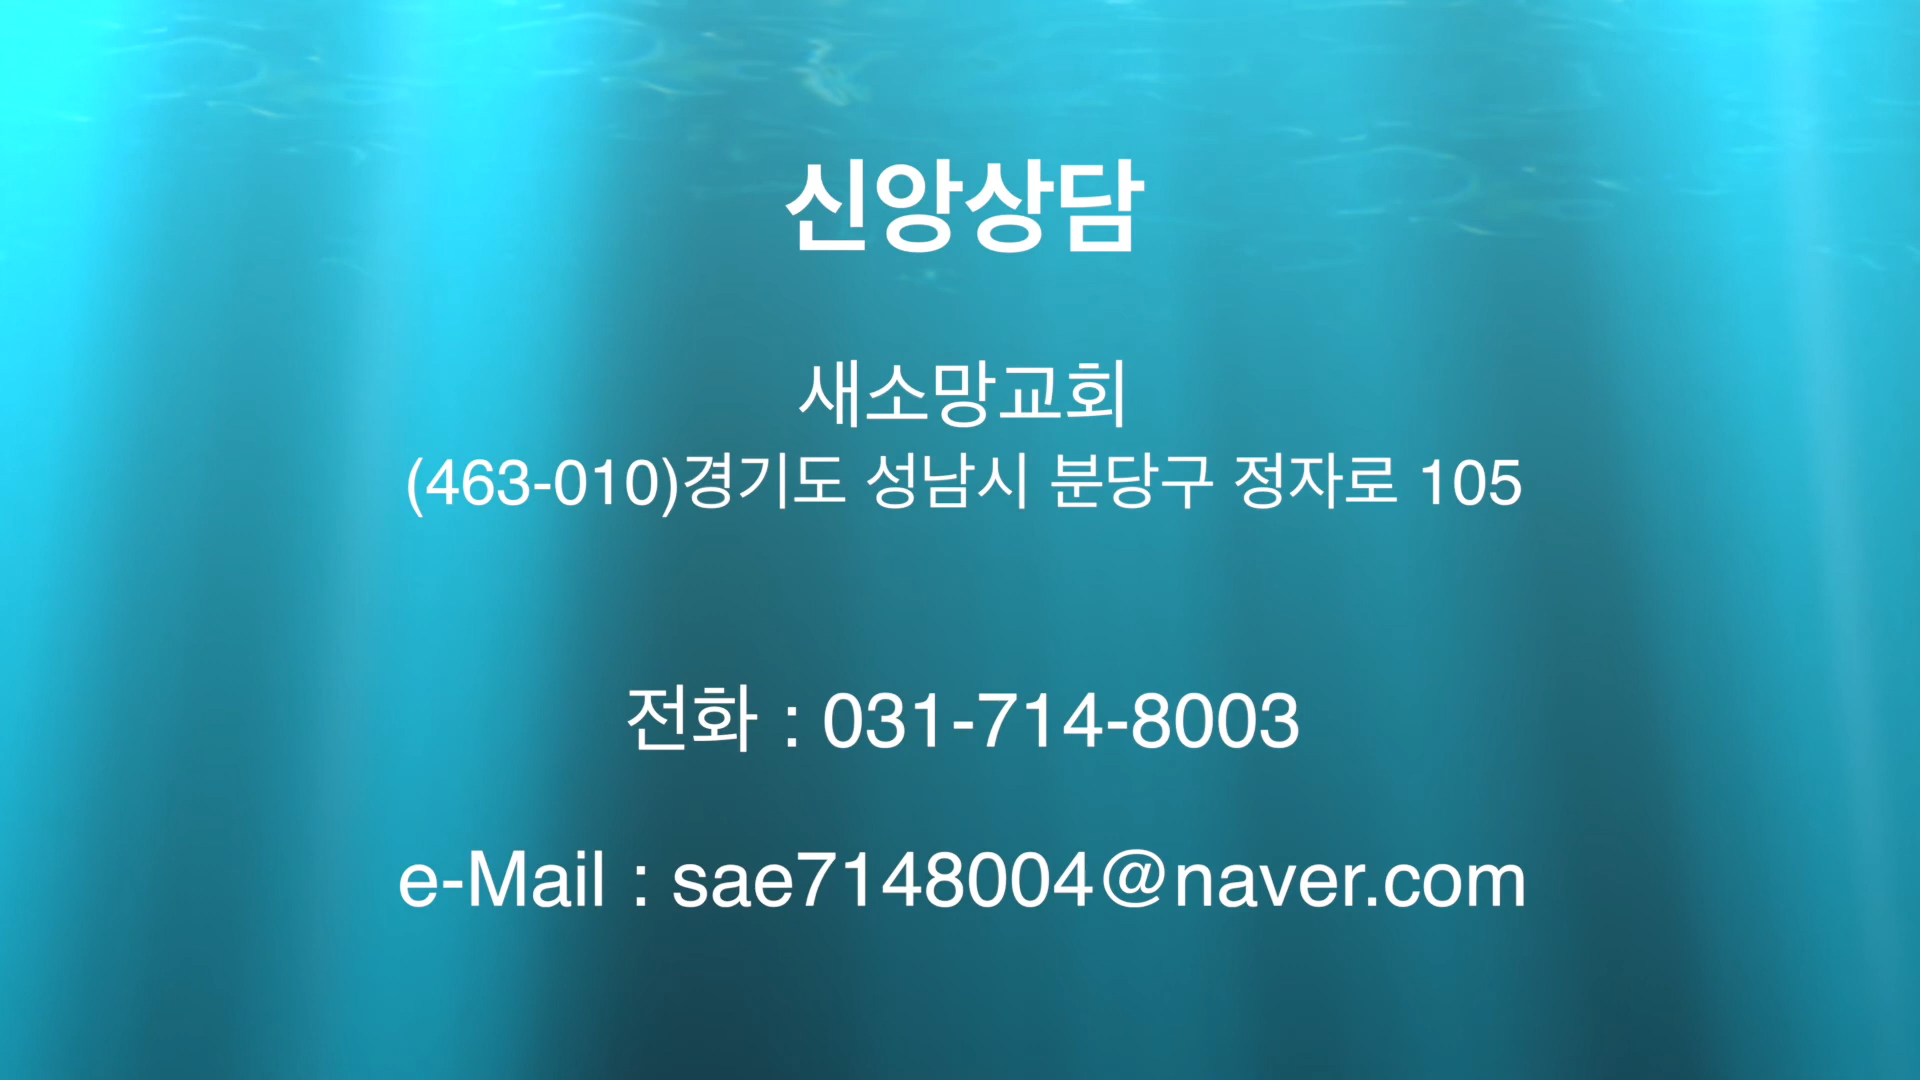 신앙상담
새소망교회
(463-010)경기도 성남시 분당구 정자로 105
전화 : 031-714-8003
e-Mail : sae7148004@naver.com